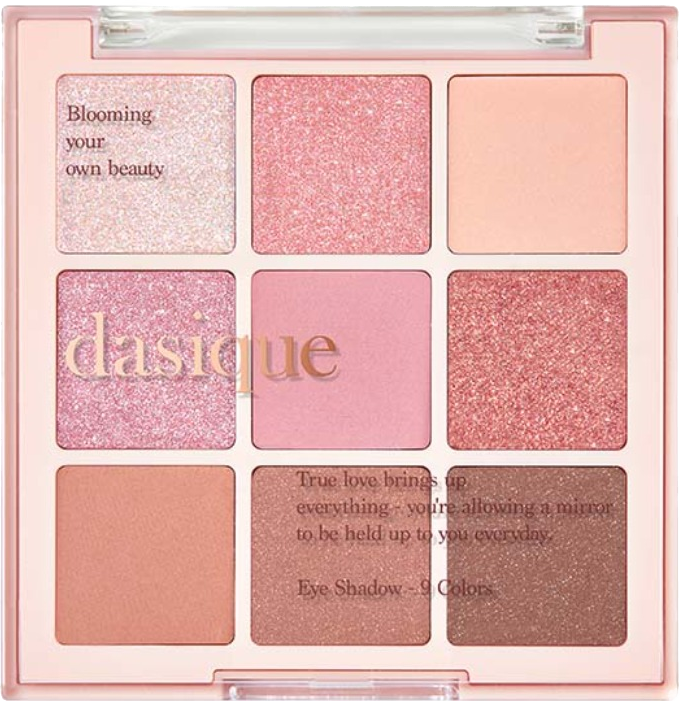 Blooming
your
own beauty
dasique
True love brings up
everything - you're allowing a mirror
to be held up to you everyday.
Eye Shadow - 9 Colors